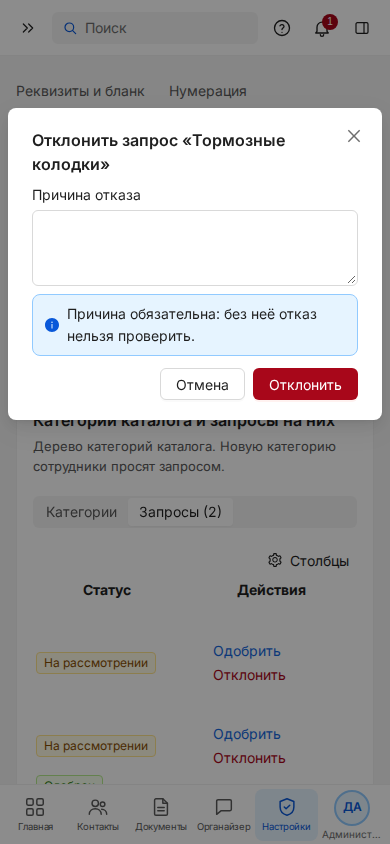 Поиск
1
Реквизиты и бланк Нумерация
Отклонить запрос «Тормозные
колодки»
Причина отказа
Причина обязательна: без неё отказ
нельзя проверить.
Отмена Отклонить
Категории каталога и запросы на них
Дерево категорий каталога. Новую категорию
сотрудники просят запросом.
Категории Запросы (2)
Столбцы
Статус Действия
Одобрить
На рассмотрении
Отклонить
Одобрить
На рассмотрении
Отклонить
Одобрен
ДА
Главная Контакты Документы Органайзер Настройки Админист...